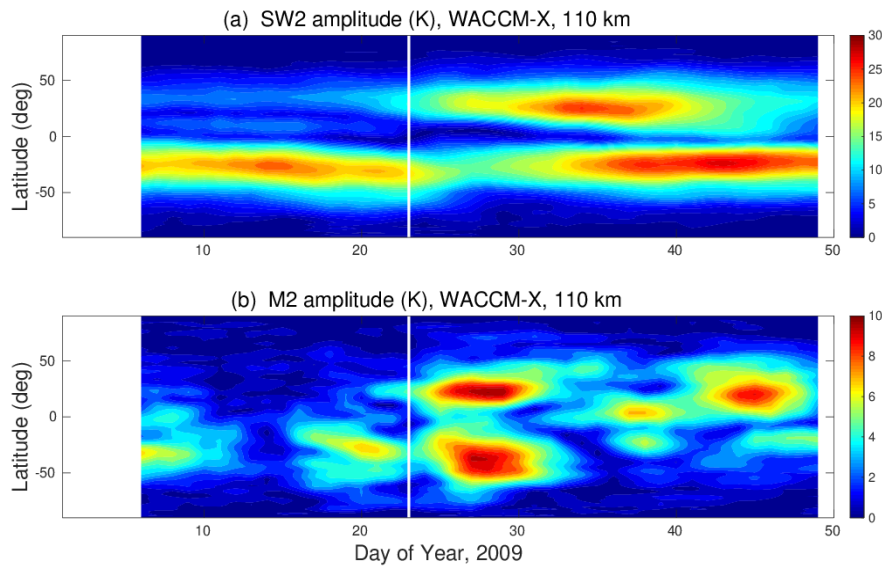 (a) SW2 amplitude (K), WACCM-X, 110 km
Latitude (deg)
50
0
-50
10 20 30 40 50
30
25
20
15
10
5
0
(b) M2 amplitude (K), WACCM-X, 110 km
Latitude (deg)
50
0
-50
10 20 30 40 50
10
8
6
4
2
0
Day of Year, 2009